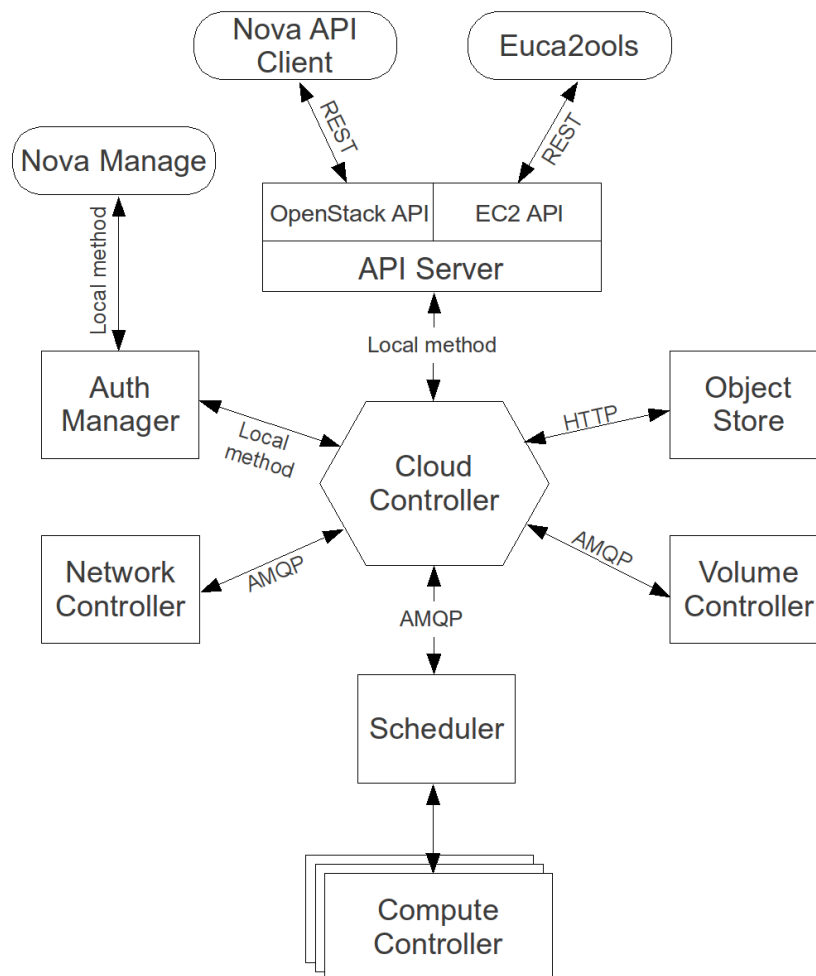 Nova API
Client
Euca2ools
REST
REST
Nova Manage
OpenStack API
EC2 API
API Server
Local method
Local method
Auth
Manager
Object
Store
Local
method
HTTP
Cloud
Controller
Network
Controller
AMQP
AMQP
Volume
Controller
AMQP
Scheduler
Compute
Controller